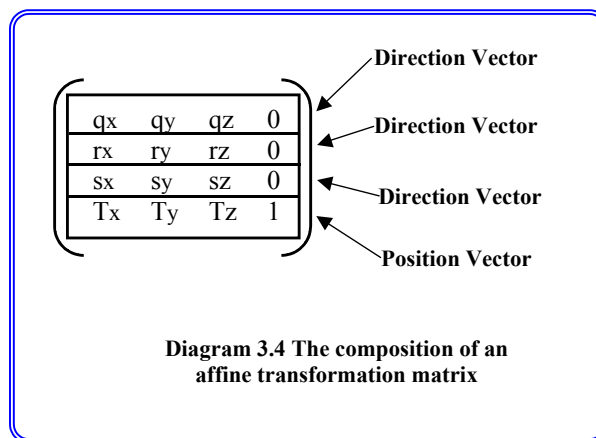 Direction Vector
qx qy qz 0
Direction Vector
rx ry rz 0
sx sy sz 0
Direction Vector
Tx Ty Tz 1
Position Vector
Diagram 3.4 The composition of an
affine transformation matrix